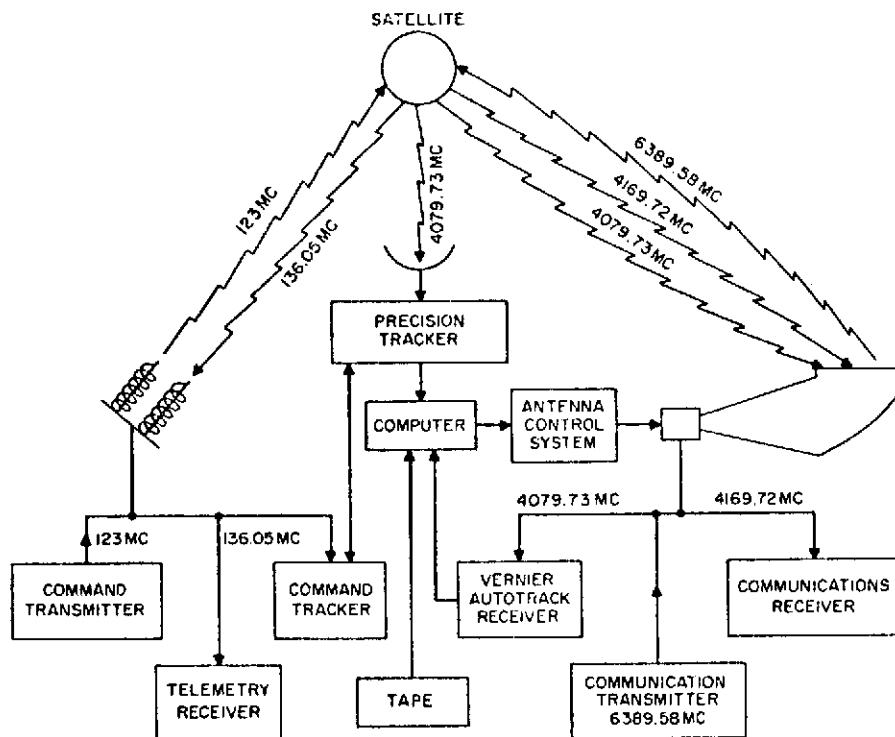 SATELLITE
123 MC
136.05 MC
4079.73 MC
6389.58 MC
4169.72 MC
4079.73 MC
PRECISION
TRACKER
COMPUTER
ANTENNA
CONTROL
SYSTEM
123 MC
136.05 MC
4079.73 MC
4169.72 MC
COMMAND
TRANSMITTER
COMMAND
TRACKER
VERNIER
AUTOTRACK
RECEIVER
COMMUNICATIONS
RECEIVER
TELEMETRY
RECEIVER
TAPE
COMMUNICATION
TRANSMITTER
6389.58 MC